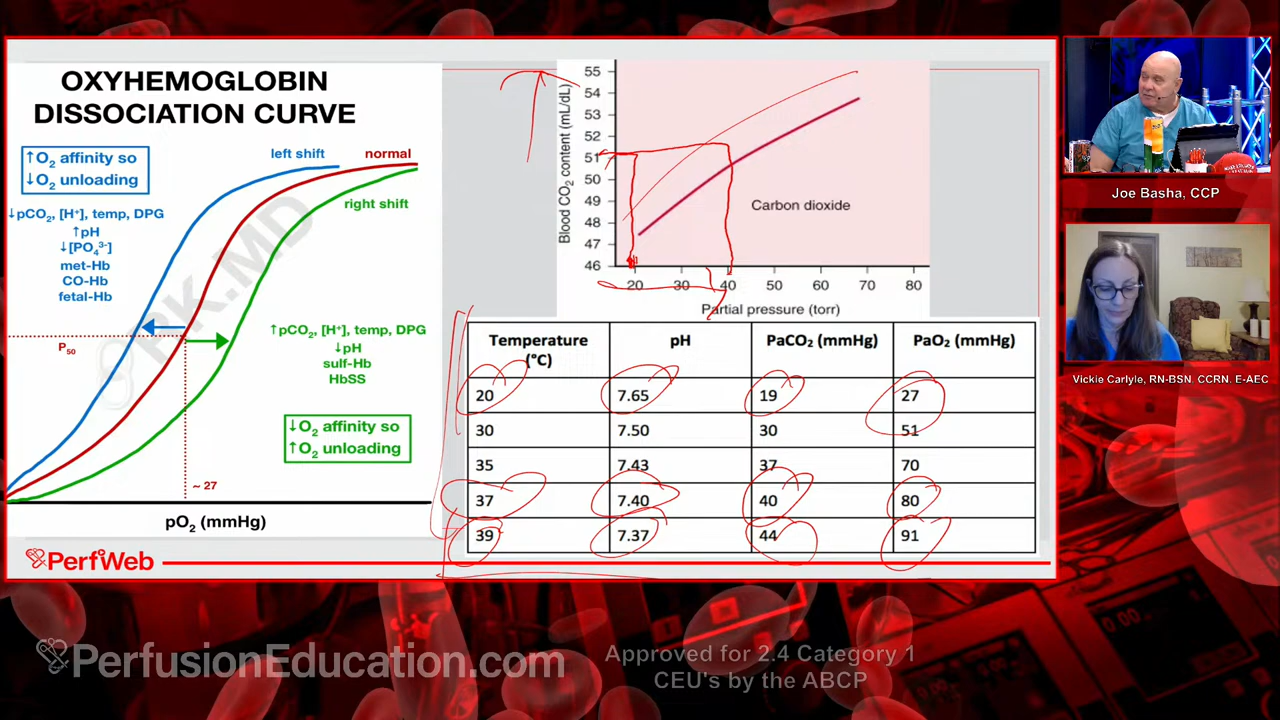 OXYHEMOGLOBIN
DISSOCIATION CURVE
↑O₂ affinity so
↓O₂ unloading
left shift
normal
right shift
↓pCO₂, [H⁺], temp, DPG
↑pH
↓[PO₄³⁻]
met-Hb
CO-Hb
fetal-Hb
PK.MD
P₅₀
↑pCO₂, [H⁺], temp, DPG
↓pH
sulf-Hb
HbSS
↓O₂ affinity so
↑O₂ unloading
~ 27
pO₂ (mmHg)
Blood CO₂ content (mL/dL)
55
54
53
52
51
50
49
48
47
46
20 30 40 50 60 70 80
Carbon dioxide
Partial pressure (torr)
Temperature (°C) pH PaCO₂ (mmHg) PaO₂ (mmHg)
20 7.65 19 27
30 7.50 30 51
35 7.43 37 70
37 7.40 40 80
39 7.37 44 91
PerfWeb
Joe Basha, CCP
Vickie Carlyle, RN-BSN, CCRN, E-AEC
PerfusionEducation.com
Approved for 2.4 Category 1
CEU's by the ABCP